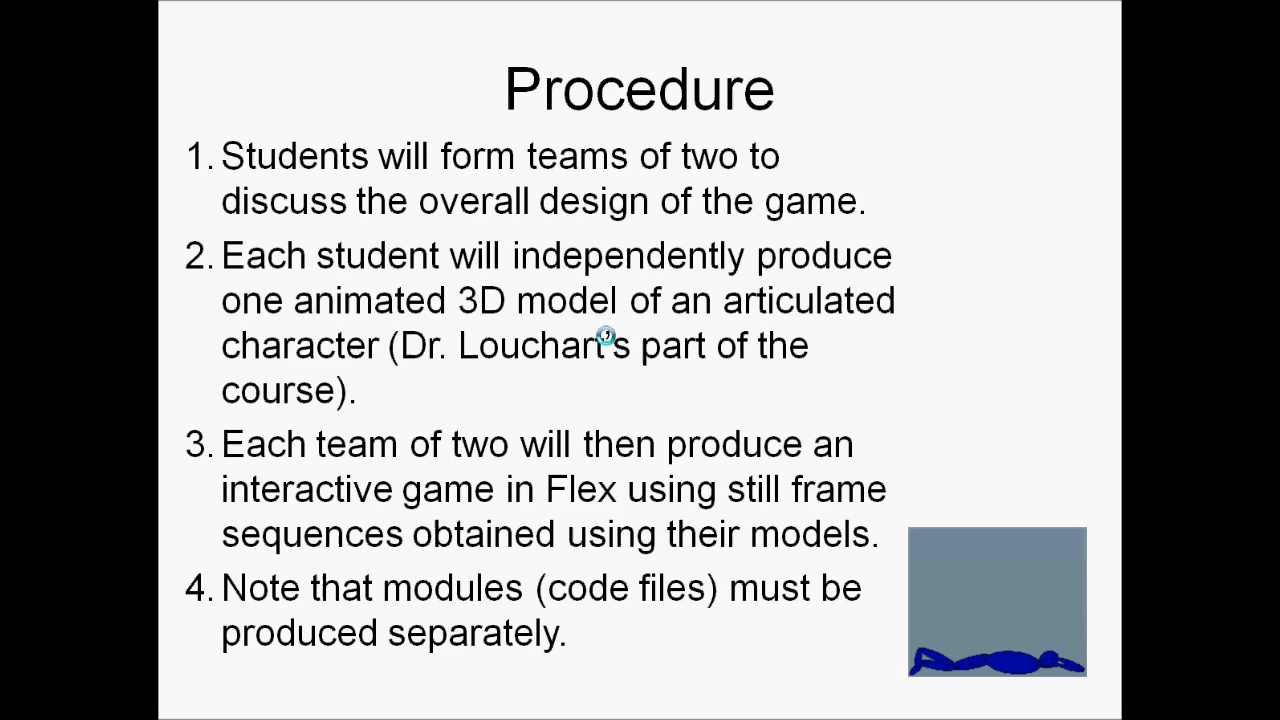 Procedure
1. Students will form teams of two to
discuss the overall design of the game.
2. Each student will independently produce
one animated 3D model of an articulated
character (Dr. Louchart's part of the
course).
3. Each team of two will then produce an
interactive game in Flex using still frame
sequences obtained using their models.
4. Note that modules (code files) must be
produced separately.